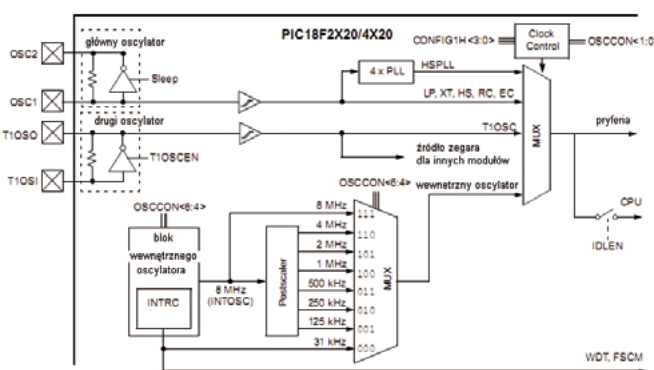 PIC18F2X20/4X20
główny oscylator
OSC2
Sleep
OSC1
drugi oscylator
T1OSO
T1OSCEN
T1OSI
CONFIG1H <3:0>
Clock
Control
OSCCON<1:0
HSPLL
4 x PLL
LP, XT, HS, RC, EC
T1OSC
MUX
pryferia
źródło zegara
dla innych modułów
OSCCON<6:4>
wewnetrzny oscylator
CPU
IDLEN
OSCCON<6:4>
blok
wewnętrznego
oscylatora
INTRC
8 MHz
(INTOSC)
Postscaler
8 MHz
111
4 MHz
110
2 MHz
101
1 MHz
100
500 kHz
011
250 kHz
010
125 kHz
001
31 kHz
000
MUX
WDT, FSCM